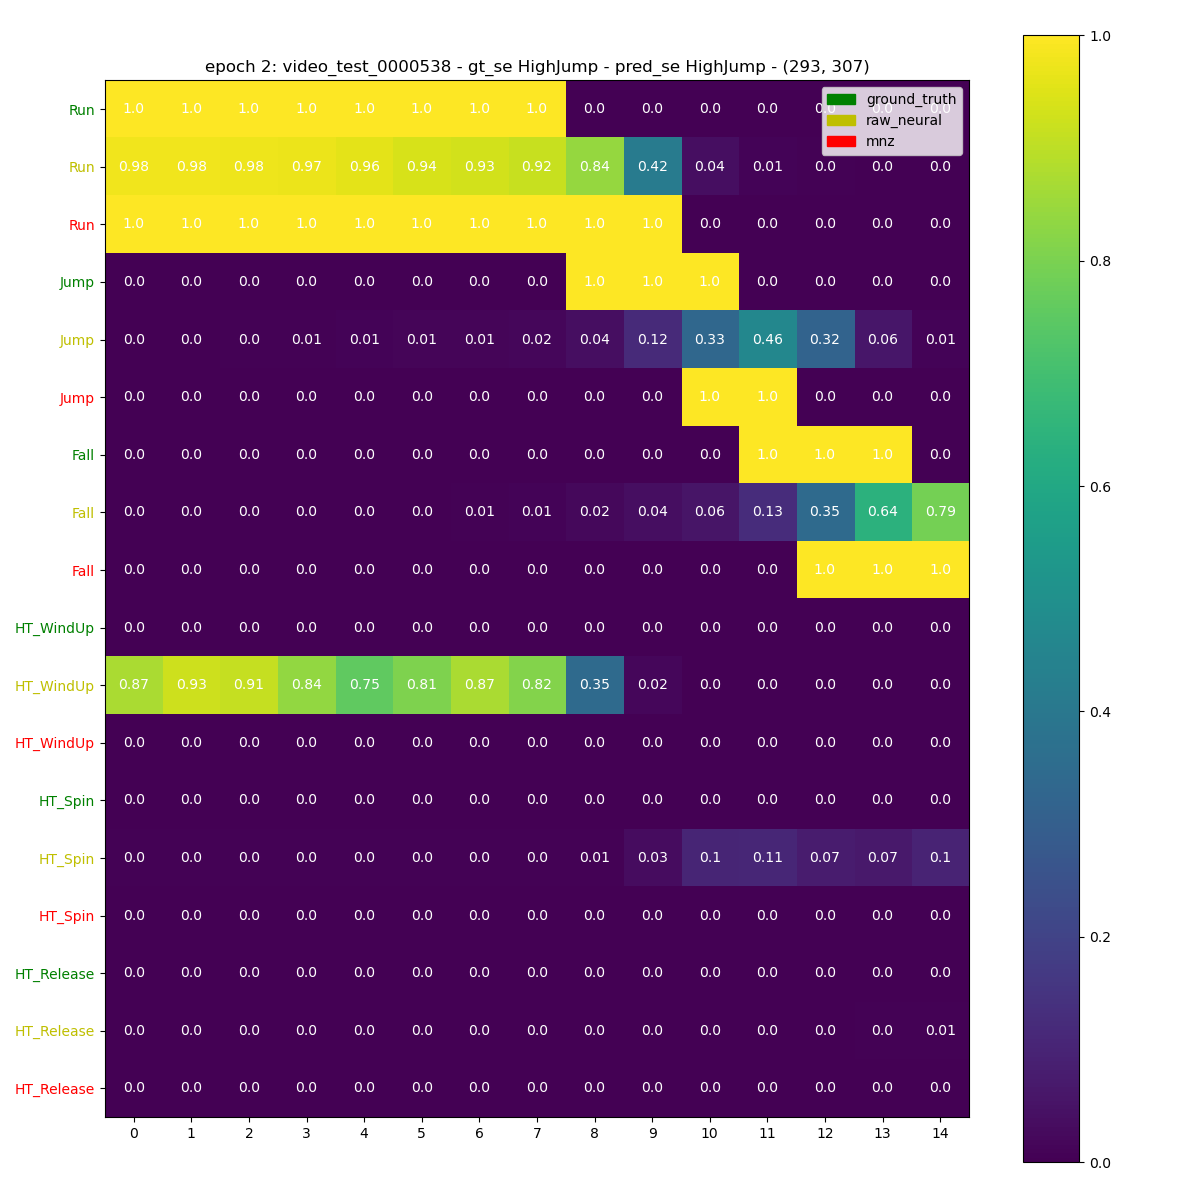 epoch 2: video_test_0000538 - gt_se HighJump - pred_se HighJump - (293, 307)
ground_truth
raw_neural
mnz
Run 1.0 1.0 1.0 1.0 1.0 1.0 1.0 1.0 0.0 0.0 0.0 0.0 0.0 0.0 0.0
Run 0.98 0.98 0.98 0.97 0.96 0.94 0.93 0.92 0.84 0.42 0.04 0.01 0.0 0.0 0.0
Run 1.0 1.0 1.0 1.0 1.0 1.0 1.0 1.0 1.0 1.0 0.0 0.0 0.0 0.0 0.0
Jump 0.0 0.0 0.0 0.0 0.0 0.0 0.0 0.0 1.0 1.0 1.0 0.0 0.0 0.0 0.0
Jump 0.0 0.0 0.0 0.01 0.01 0.01 0.01 0.02 0.04 0.12 0.33 0.46 0.32 0.06 0.01
Jump 0.0 0.0 0.0 0.0 0.0 0.0 0.0 0.0 0.0 0.0 1.0 1.0 0.0 0.0 0.0
Fall 0.0 0.0 0.0 0.0 0.0 0.0 0.0 0.0 0.0 0.0 0.0 1.0 1.0 1.0 0.0
Fall 0.0 0.0 0.0 0.0 0.0 0.0 0.01 0.01 0.02 0.04 0.06 0.13 0.35 0.64 0.79
Fall 0.0 0.0 0.0 0.0 0.0 0.0 0.0 0.0 0.0 0.0 0.0 0.0 1.0 1.0 1.0
HT_WindUp 0.0 0.0 0.0 0.0 0.0 0.0 0.0 0.0 0.0 0.0 0.0 0.0 0.0 0.0 0.0
HT_WindUp 0.87 0.93 0.91 0.84 0.75 0.81 0.87 0.82 0.35 0.02 0.0 0.0 0.0 0.0 0.0
HT_WindUp 0.0 0.0 0.0 0.0 0.0 0.0 0.0 0.0 0.0 0.0 0.0 0.0 0.0 0.0 0.0
HT_Spin 0.0 0.0 0.0 0.0 0.0 0.0 0.0 0.0 0.0 0.0 0.0 0.0 0.0 0.0 0.0
HT_Spin 0.0 0.0 0.0 0.0 0.0 0.0 0.0 0.0 0.01 0.03 0.1 0.11 0.07 0.07 0.1
HT_Spin 0.0 0.0 0.0 0.0 0.0 0.0 0.0 0.0 0.0 0.0 0.0 0.0 0.0 0.0 0.0
HT_Release 0.0 0.0 0.0 0.0 0.0 0.0 0.0 0.0 0.0 0.0 0.0 0.0 0.0 0.0 0.0
HT_Release 0.0 0.0 0.0 0.0 0.0 0.0 0.0 0.0 0.0 0.0 0.0 0.0 0.0 0.0 0.01
HT_Release 0.0 0.0 0.0 0.0 0.0 0.0 0.0 0.0 0.0 0.0 0.0 0.0 0.0 0.0 0.0
0 1 2 3 4 5 6 7 8 9 10 11 12 13 14
1.0
0.8
0.6
0.4
0.2
0.0